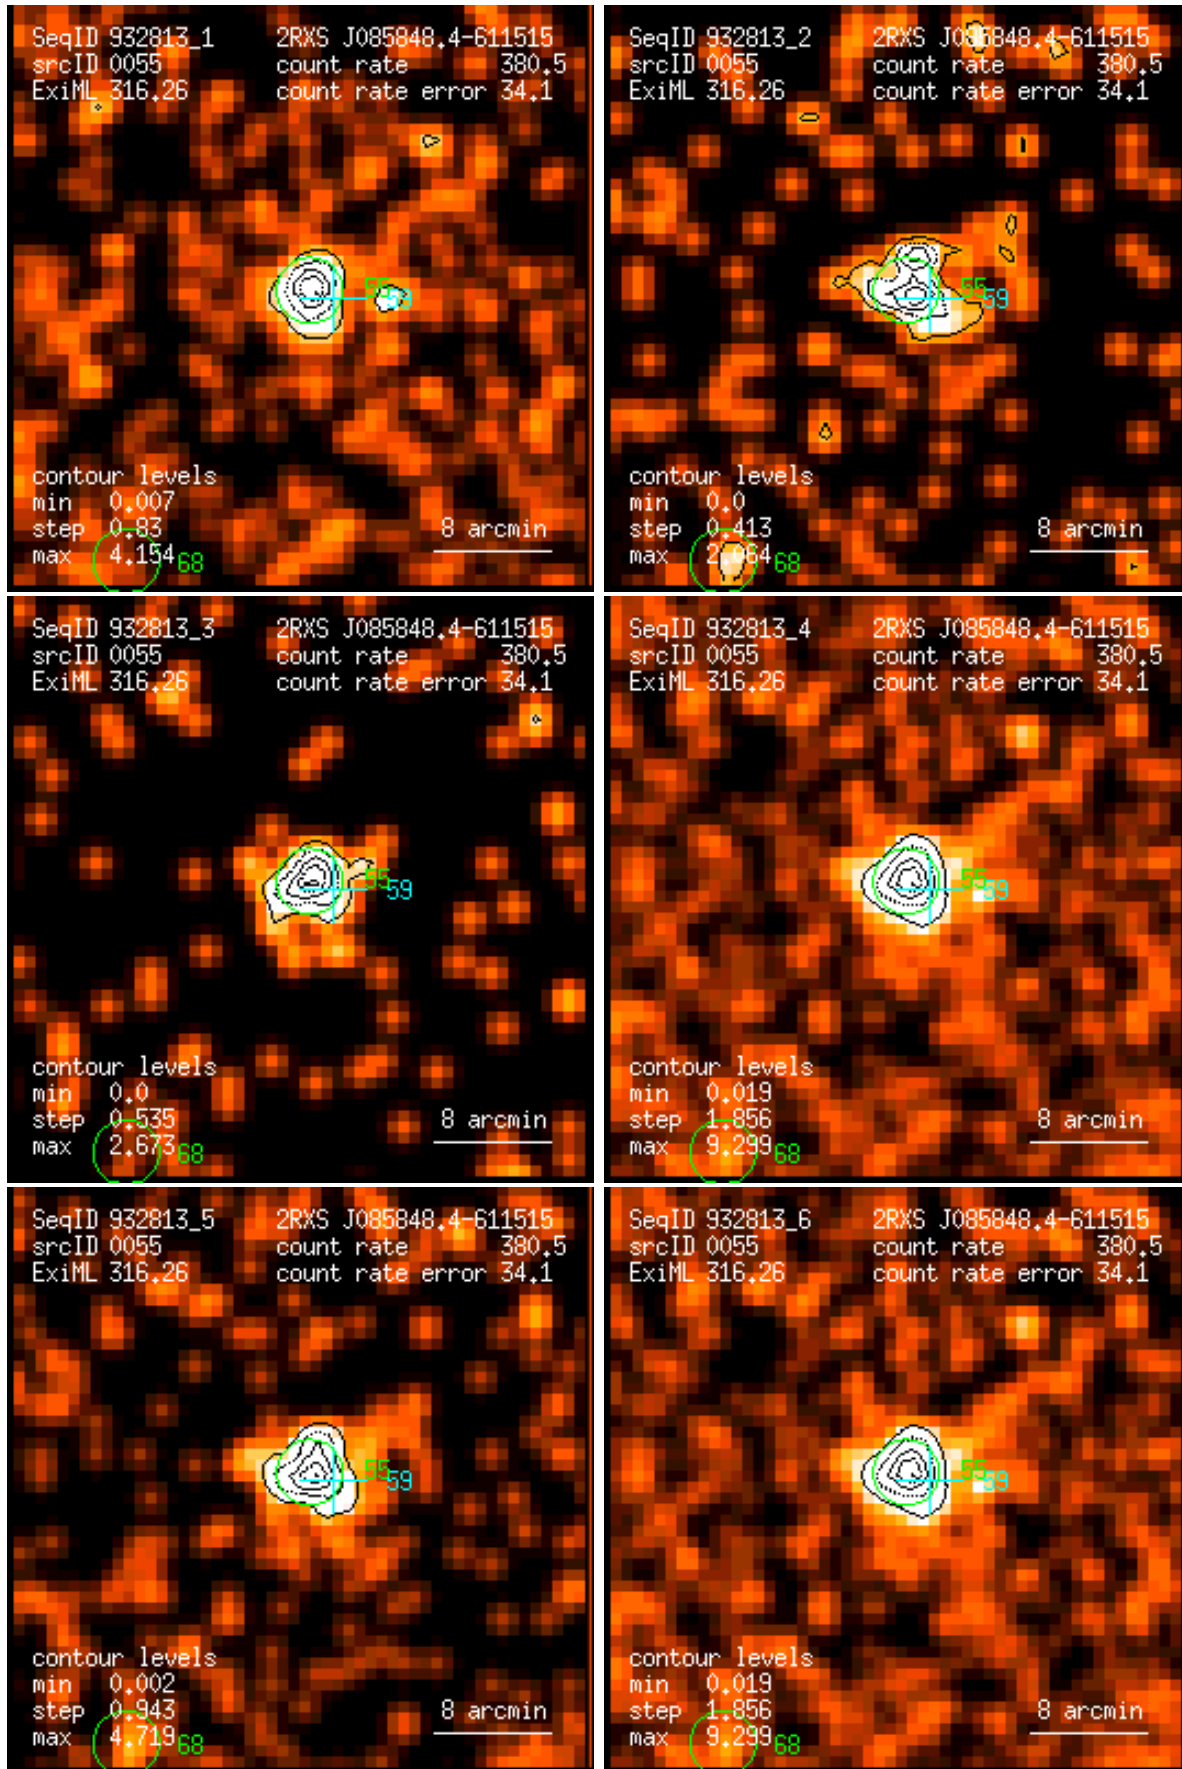 SeqID 932813_1 2RXS J085848.4-611515
srcID 0055 count rate 380.5
ExiML 316.26 count rate error 34.1
55 59
contour levels
min 0.007
step 0.83 8 arcmin
max 4.154 68
SeqID 932813_2 2RXS J085848.4-611515
srcID 0055 count rate 380.5
ExiML 316.26 count rate error 34.1
55 59
contour levels
min 0.0
step 0.413 8 arcmin
max 2.064 68
SeqID 932813_3 2RXS J085848.4-611515
srcID 0055 count rate 380.5
ExiML 316.26 count rate error 34.1
55 59
contour levels
min 0.0
step 0.535 8 arcmin
max 2.673 68
SeqID 932813_4 2RXS J085848.4-611515
srcID 0055 count rate 380.5
ExiML 316.26 count rate error 34.1
55 59
contour levels
min 0.019
step 1.856 8 arcmin
max 9.299 68
SeqID 932813_5 2RXS J085848.4-611515
srcID 0055 count rate 380.5
ExiML 316.26 count rate error 34.1
55 59
contour levels
min 0.002
step 0.943 8 arcmin
max 4.719 68
SeqID 932813_6 2RXS J085848.4-611515
srcID 0055 count rate 380.5
ExiML 316.26 count rate error 34.1
55 59
contour levels
min 0.019
step 1.856 8 arcmin
max 9.299 68